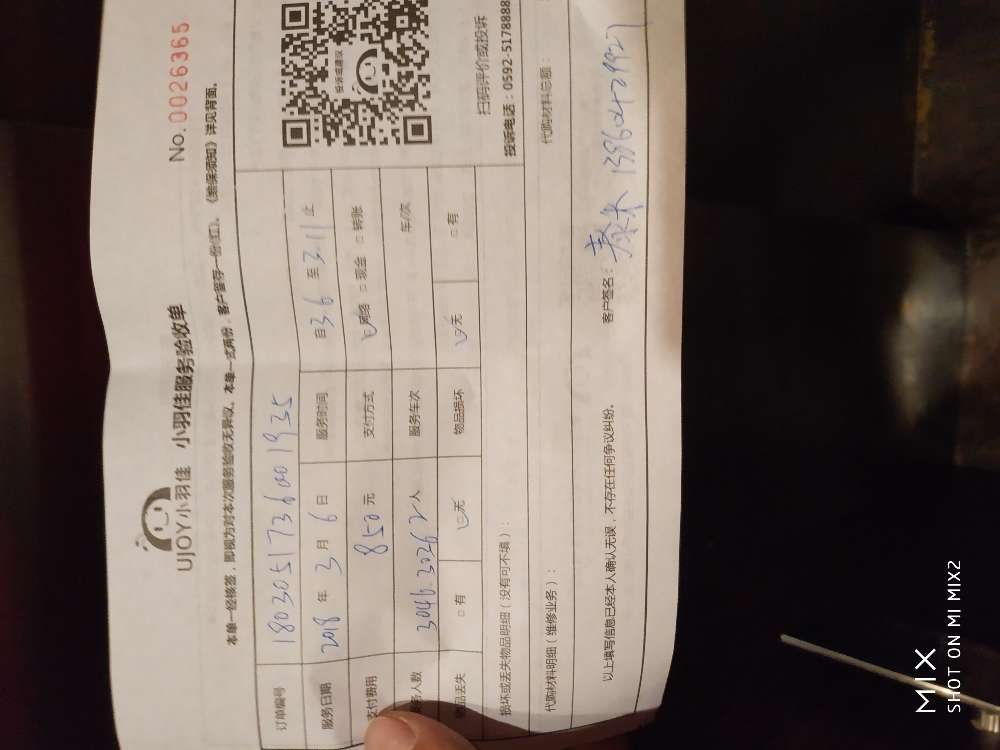 No.0026365
UJOY小羽佳 小羽佳服务验收单
本单一经核签，即视为对本次服务验收无异议。本单一式两份，客户留存一份(红)。《维保须知》详见背面。
订单编号 1803051736001935
服务日期 2018 年 3 月 6 日 服务时间 自 3.6 至 3.11 止
支付费用 850 元 支付方式 ☑网络 □现金 □转账
服务人数 3046.3026 2 人 服务车次 车/次
物品丢失 □有 ☑无 物品损坏 ☑无 □有
投诉或建议
扫码评价或投诉
投诉电话：0592-5178888
损坏或丢失物品明细（没有可不填）：
代购材料明细（维修业务）： 代购材料总额：
以上填写信息已经本人确认无误，不存在任何争议纠纷。 客户签名：
MIX
SHOT ON MI MIX2